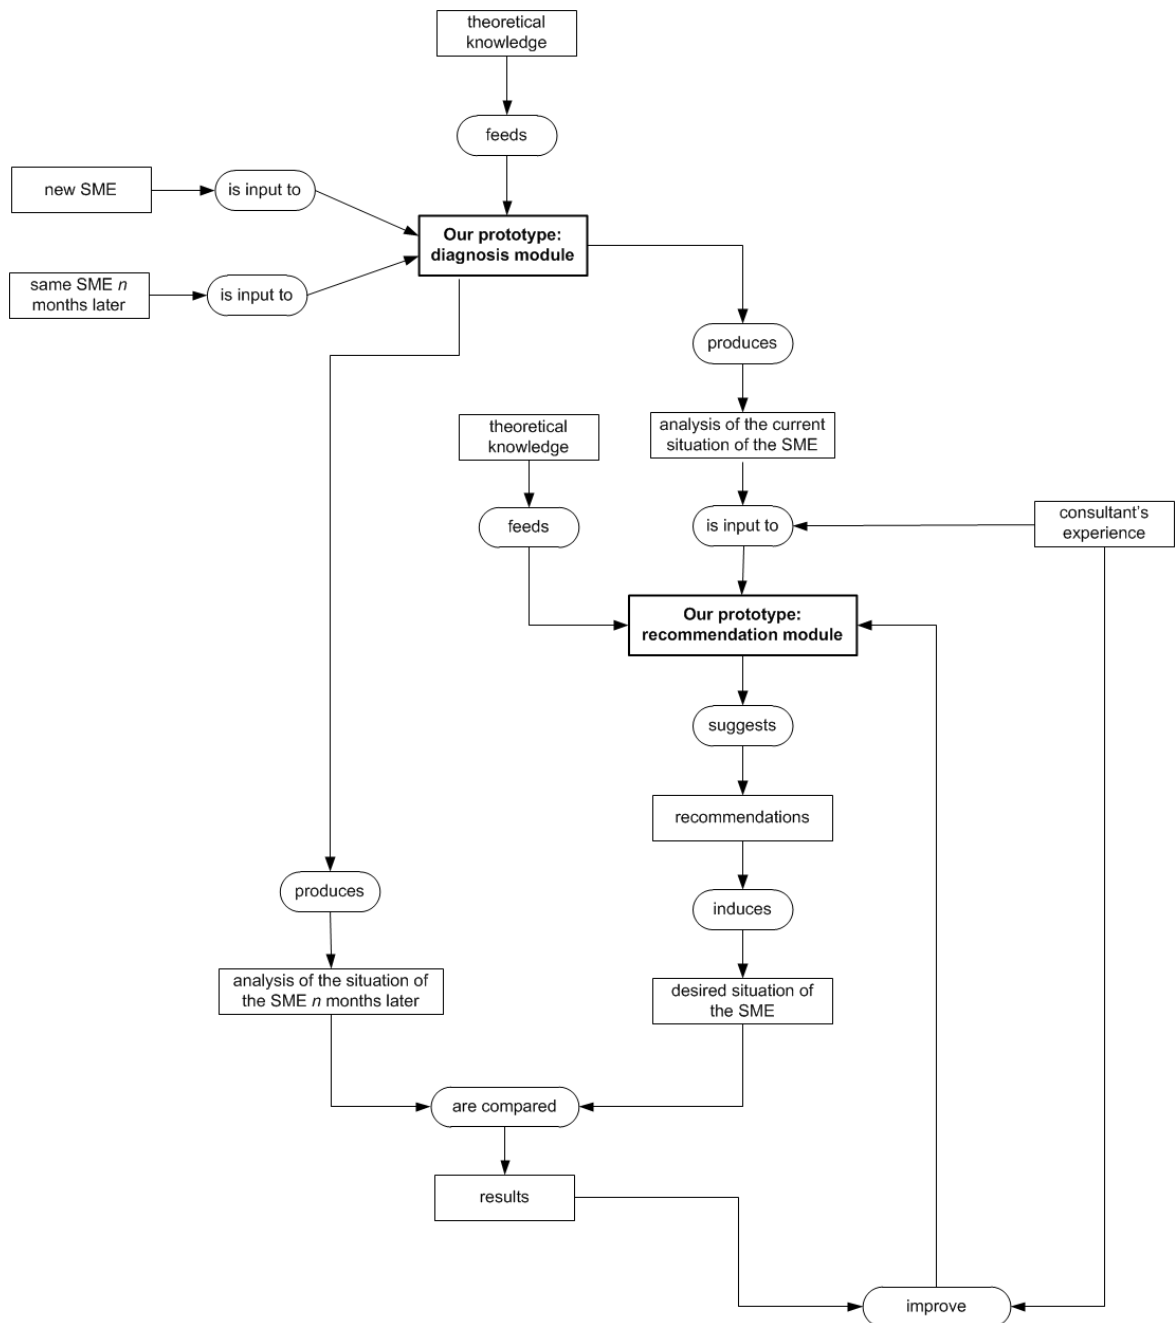 theoretical
knowledge
feeds
new SME
is input to
Our prototype:
diagnosis module
same SME n
months later
is input to
produces
theoretical
knowledge
analysis of the current
situation of the SME
feeds
is input to
consultant's
experience
Our prototype:
recommendation module
suggests
recommendations
produces
induces
analysis of the situation of
the SME n months later
desired situation of
the SME
are compared
results
improve